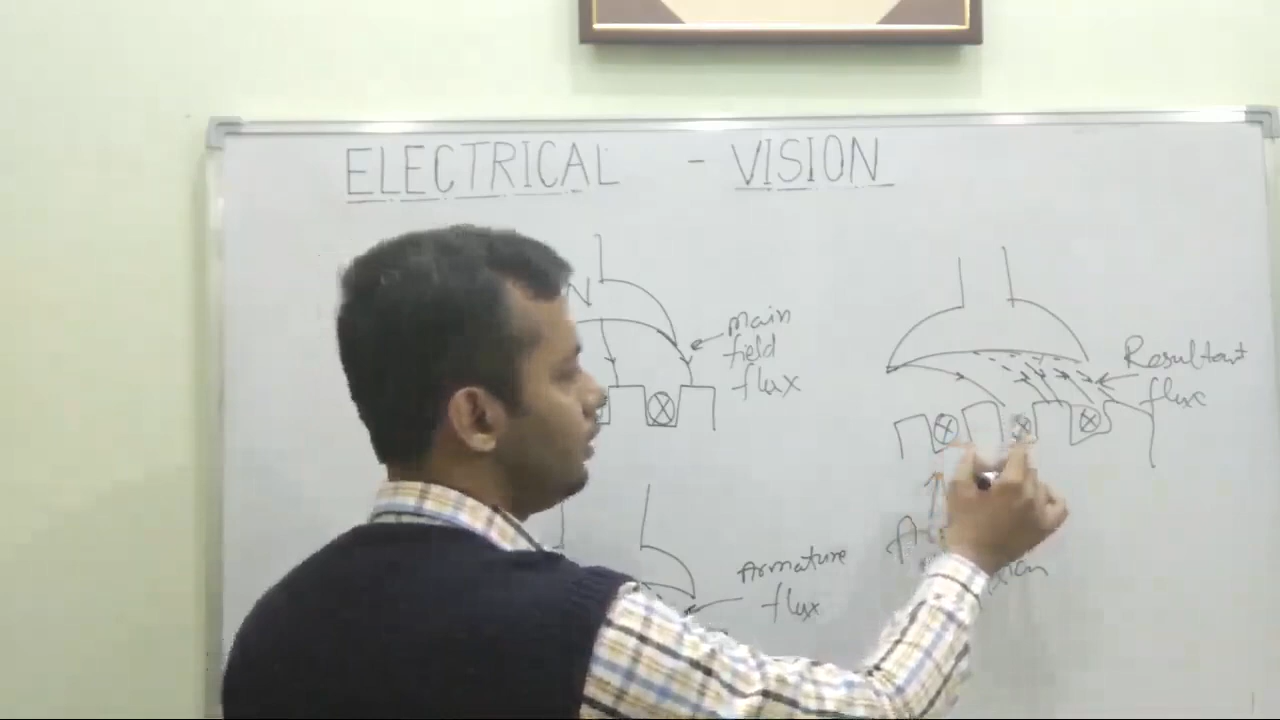 ELECTRICAL - VISION
N
Main
field
flux
Resultant
flux
Armature
flux